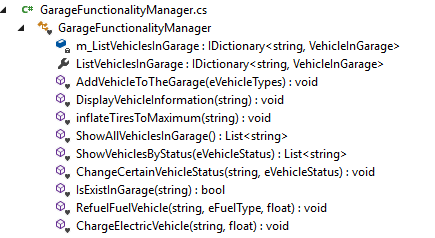 C# GarageFunctionalityManager.cs
GarageFunctionalityManager
m_ListVehiclesInGarage : IDictionary<string, VehicleInGarage>
ListVehiclesInGarage : IDictionary<string, VehicleInGarage>
AddVehicleToTheGarage(eVehicleTypes) : void
DisplayVehicleInformation(string) : void
inflateTiresToMaximum(string) : void
ShowAllVehiclesInGarage() : List<string>
ShowVehiclesByStatus(eVehicleStatus) : List<string>
ChangeCertainVehicleStatus(string, eVehicleStatus) : void
IsExistInGarage(string) : bool
RefuelFuelVehicle(string, eFuelType, float) : void
ChargeElectricVehicle(string, float) : void